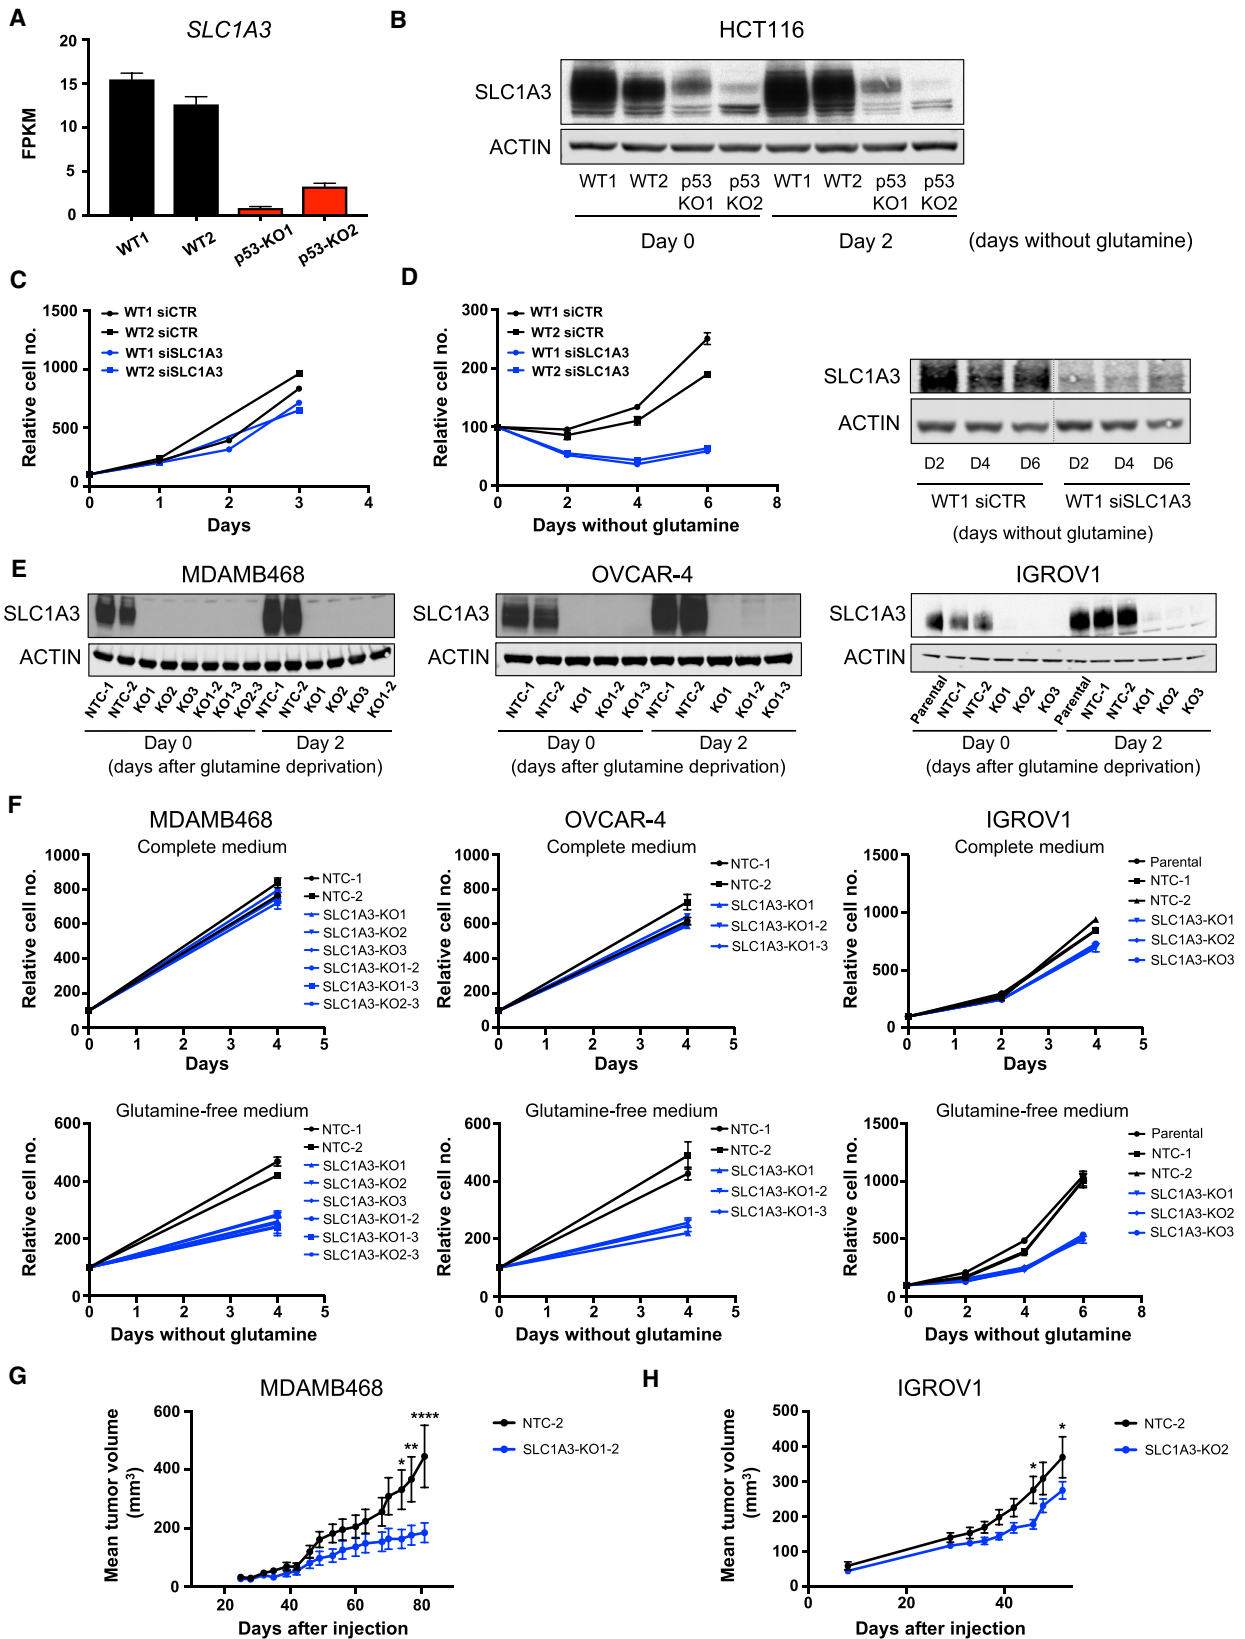 A
SLC1A3
FPKM
20
15
10
5
0
WT1
WT2
p53-KO1
p53-KO2
B
HCT116
SLC1A3
ACTIN
WT1 WT2 p53 KO1 p53 KO2 WT1 WT2 p53 KO1 p53 KO2
Day 0 Day 2 (days without glutamine)
C
Relative cell no.
1500
1000
500
0
0 1 2 3 4
Days
WT1 siCTR
WT2 siCTR
WT1 siSLC1A3
WT2 siSLC1A3
D
Relative cell no.
300
200
100
0
0 2 4 6 8
Days without glutamine
WT1 siCTR
WT2 siCTR
WT1 siSLC1A3
WT2 siSLC1A3
SLC1A3
ACTIN
D2 D4 D6 D2 D4 D6
WT1 siCTR WT1 siSLC1A3
(days without glutamine)
E
MDAMB468
SLC1A3
ACTIN
NTC-1 NTC-2 KO1 KO2 KO3 KO1-2 KO1-3 KO2-3 NTC-1 NTC-2 KO1 KO2 KO3 KO1-2
Day 0 Day 2
(days after glutamine deprivation)
OVCAR-4
SLC1A3
ACTIN
NTC-1 NTC-2 KO1 KO1-2 KO1-3 NTC-1 NTC-2 KO1 KO1-2 KO1-3
Day 0 Day 2
(days after glutamine deprivation)
IGROV1
SLC1A3
ACTIN
Parental NTC-1 NTC-2 KO1 KO2 KO3 Parental NTC-1 NTC-2 KO1 KO2 KO3
Day 0 Day 2
(days after glutamine deprivation)
F
MDAMB468
Complete medium
Relative cell no.
1000
800
600
400
200
0
0 1 2 3 4 5
Days
NTC-1
NTC-2
SLC1A3-KO1
SLC1A3-KO2
SLC1A3-KO3
SLC1A3-KO1-2
SLC1A3-KO1-3
SLC1A3-KO2-3
OVCAR-4
Complete medium
Relative cell no.
1000
800
600
400
200
0
0 1 2 3 4 5
Days
NTC-1
NTC-2
SLC1A3-KO1
SLC1A3-KO1-2
SLC1A3-KO1-3
IGROV1
Complete medium
Relative cell no.
1500
1000
500
0
0 1 2 3 4 5
Days
Parental
NTC-1
NTC-2
SLC1A3-KO1
SLC1A3-KO2
SLC1A3-KO3
Glutamine-free medium
Relative cell no.
600
400
200
0
0 1 2 3 4 5
Days without glutamine
NTC-1
NTC-2
SLC1A3-KO1
SLC1A3-KO2
SLC1A3-KO3
SLC1A3-KO1-2
SLC1A3-KO1-3
SLC1A3-KO2-3
Glutamine-free medium
Relative cell no.
600
400
200
0
0 1 2 3 4 5
Days without glutamine
NTC-1
NTC-2
SLC1A3-KO1
SLC1A3-KO1-2
SLC1A3-KO1-3
Glutamine-free medium
Relative cell no.
1500
1000
500
0
0 2 4 6 8
Days without glutamine
Parental
NTC-1
NTC-2
SLC1A3-KO1
SLC1A3-KO2
SLC1A3-KO3
G
MDAMB468
Mean tumor volume
(mm³)
600
400
200
0
20 40 60 80
Days after injection
* ** ****
NTC-2
SLC1A3-KO1-2
H
IGROV1
Mean tumor volume
(mm³)
500
400
300
200
100
0
0 20 40
Days after injection
* *
NTC-2
SLC1A3-KO2